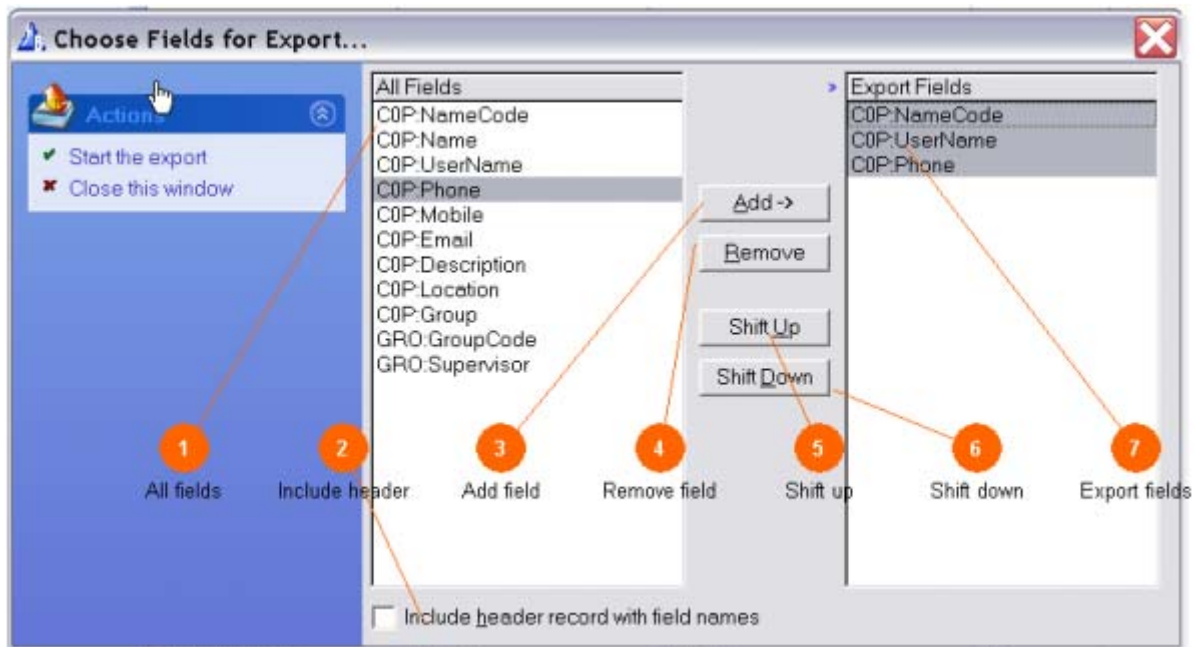 Choose Fields for Export...
Actions
Start the export
Close this window
All Fields
C0P:NameCode
C0P:Name
C0P:UserName
C0P:Phone
C0P:Mobile
C0P:Email
C0P:Description
C0P:Location
C0P:Group
GRO:GroupCode
GRO:Supervisor
Add ->
Remove
Shift Up
Shift Down
Export Fields
C0P:NameCode
C0P:UserName
C0P:Phone
1
All fields
2
Include header
3
Add field
4
Remove field
5
Shift up
6
Shift down
7
Export fields
Include header record with field names